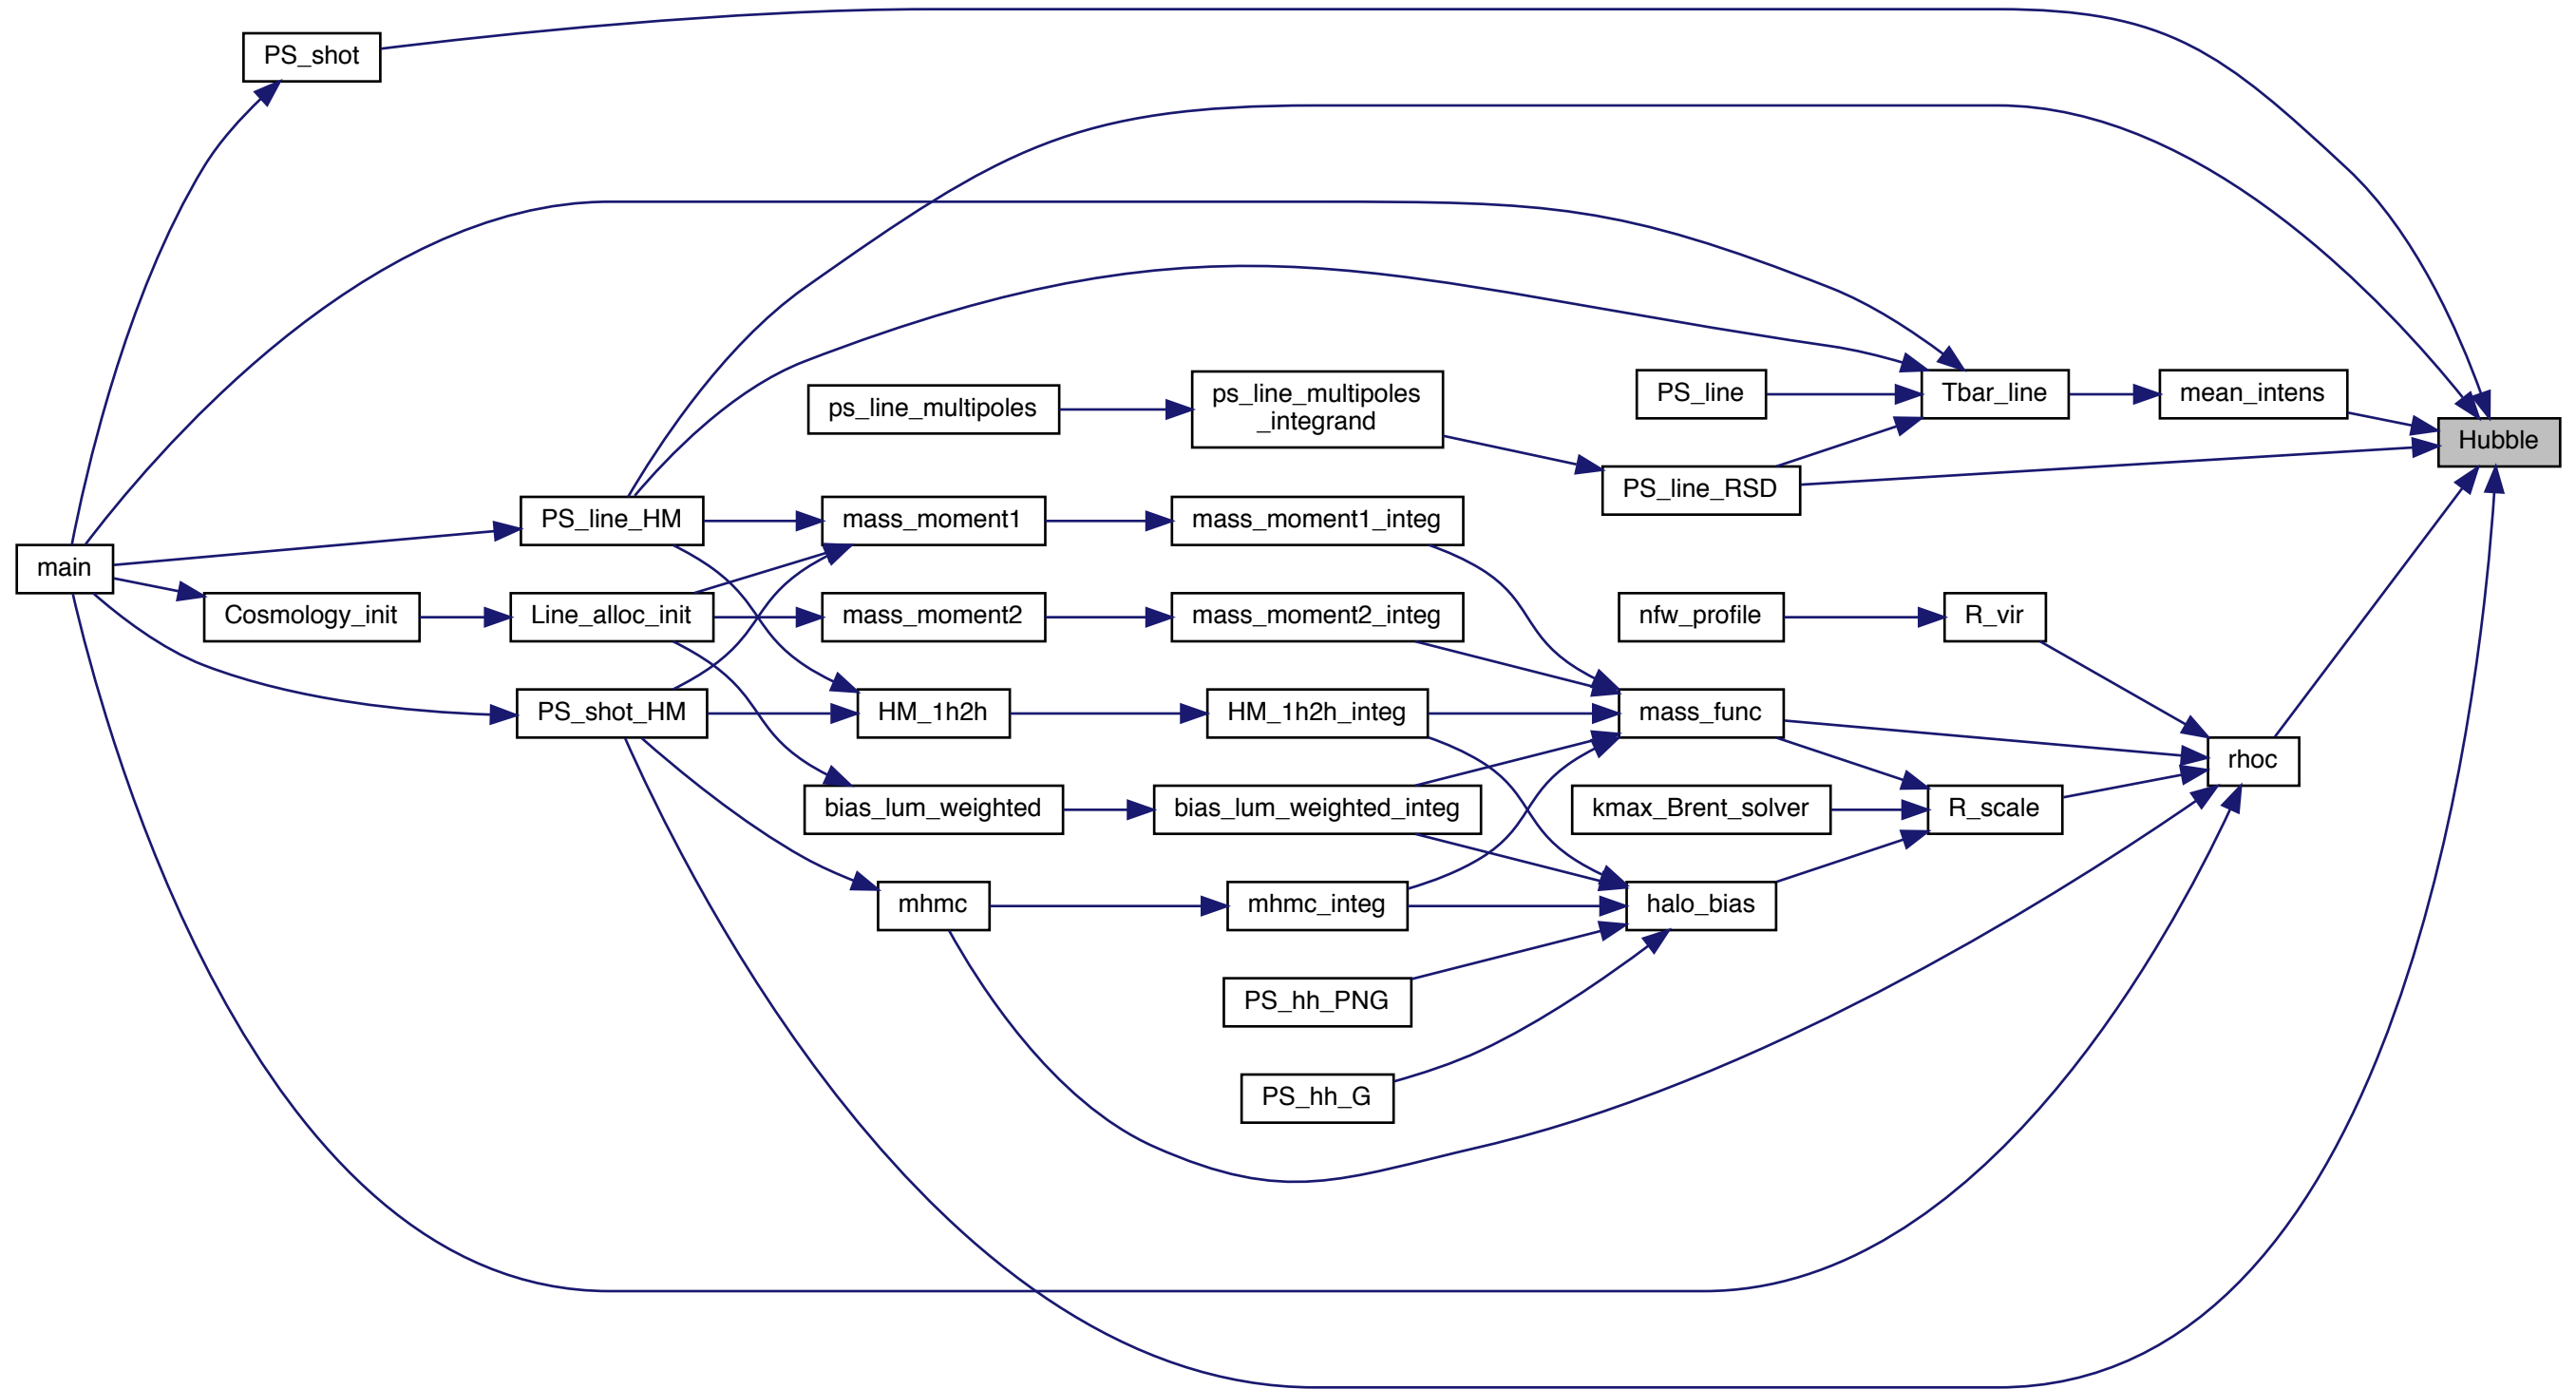 PS_shot
ps_line_multipoles
ps_line_multipoles
_integrand
PS_line
Tbar_line
mean_intens
Hubble
PS_line_RSD
PS_line_HM
mass_moment1
mass_moment1_integ
main
Cosmology_init
Line_alloc_init
mass_moment2
mass_moment2_integ
nfw_profile
R_vir
PS_shot_HM
HM_1h2h
HM_1h2h_integ
mass_func
rhoc
bias_lum_weighted
bias_lum_weighted_integ
kmax_Brent_solver
R_scale
mhmc
mhmc_integ
halo_bias
PS_hh_PNG
PS_hh_G